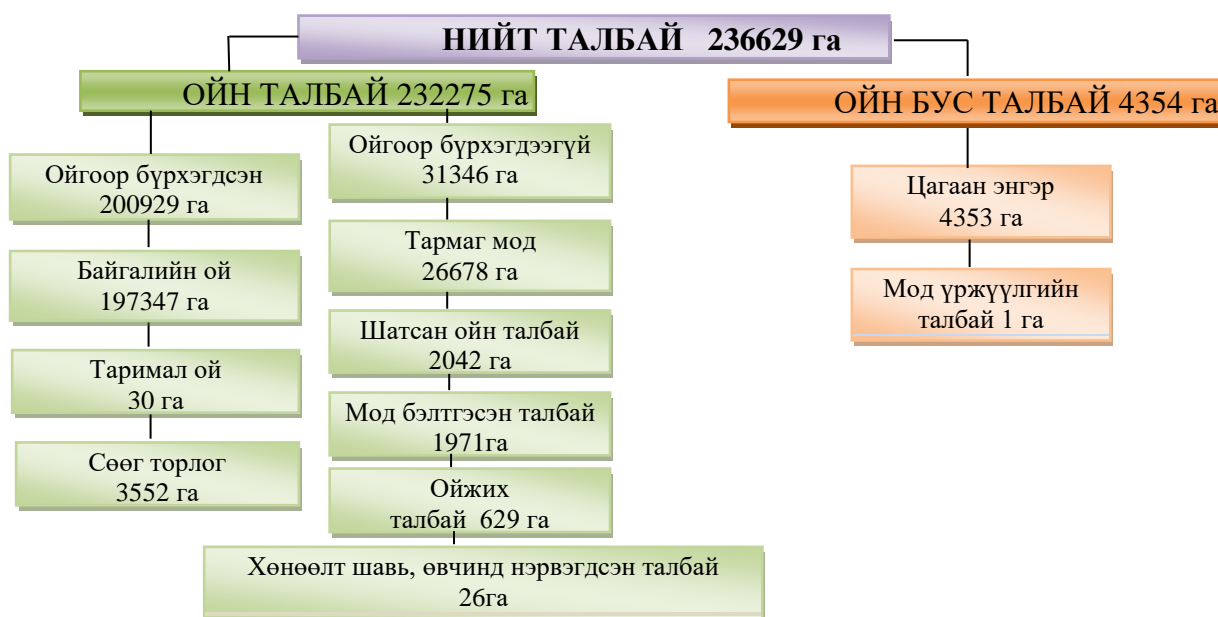 НИЙТ ТАЛБАЙ 236629 га
ОЙН ТАЛБАЙ 232275 га
Ойгоор бүрхэгдсэн
200929 га
Байгалийн ой
197347 га
Таримал ой
30 га
Сөөг торлог
3552 га
Ойгоор бүрхэгдээгүй
31346 га
Тармаг мод
26678 га
Шатсан ойн талбай
2042 га
Мод бэлтгэсэн талбай
1971га
Ойжих
талбай 629 га
Хөнөөлт шавь, өвчинд нэрвэгдсэн талбай
26га
ОЙН БУС ТАЛБАЙ 4354 га
Цагаан энгэр
4353 га
Мод үржүүлгийн
талбай 1 га